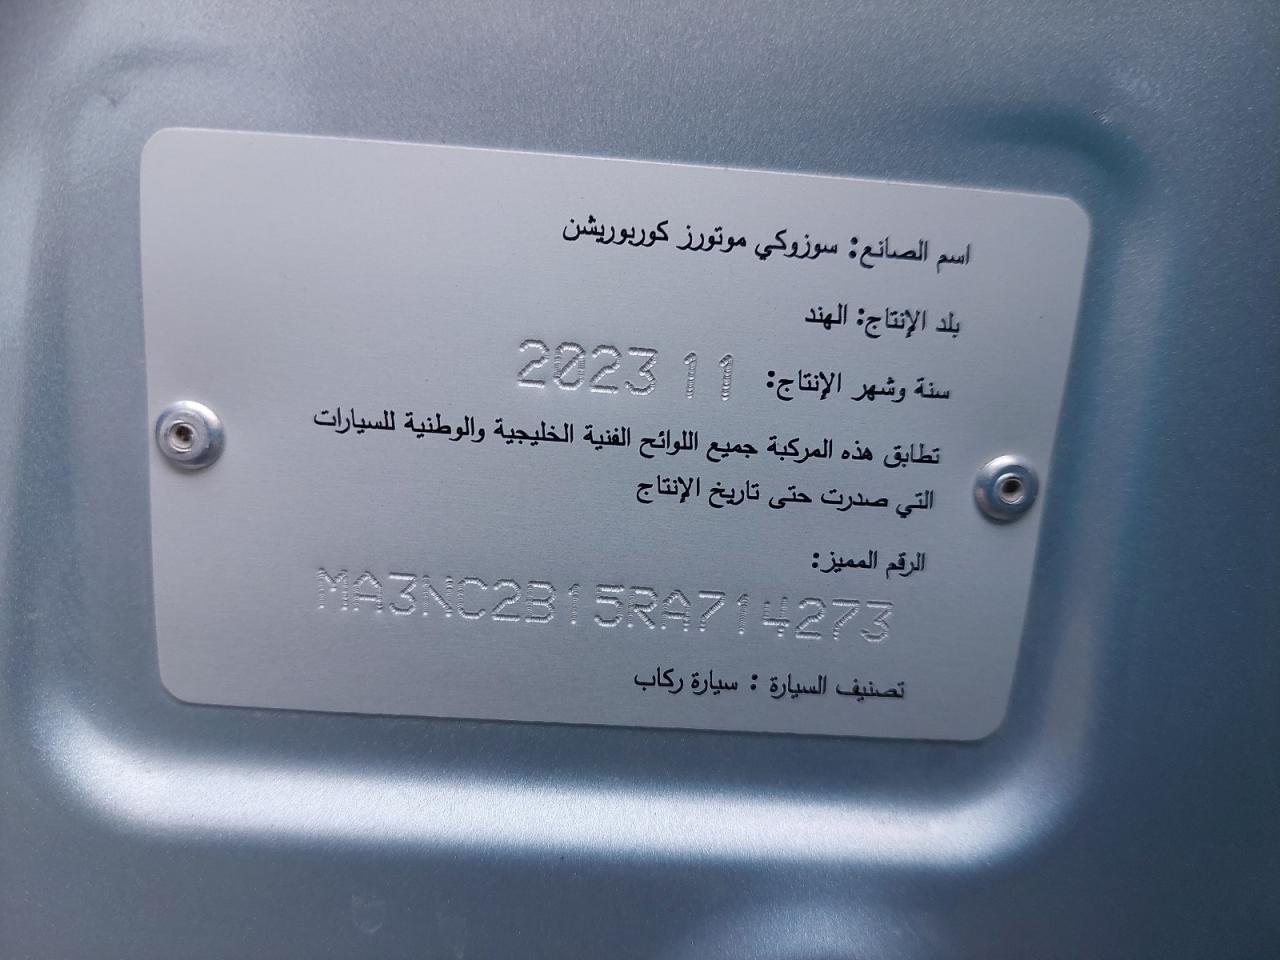 اسم الصانع: سوزوكي موتورز كوربوريشن
بلد الإنتاج: الهند
سنة وشهر الإنتاج: 11 2023
تطابق هذه المركبة جميع اللوائح الفنية الخليجية والوطنية للسيارات
التي صدرت حتى تاريخ الإنتاج
الرقم المميز:
MA3NC2B15RA714273
تصنيف السيارة : سيارة ركاب